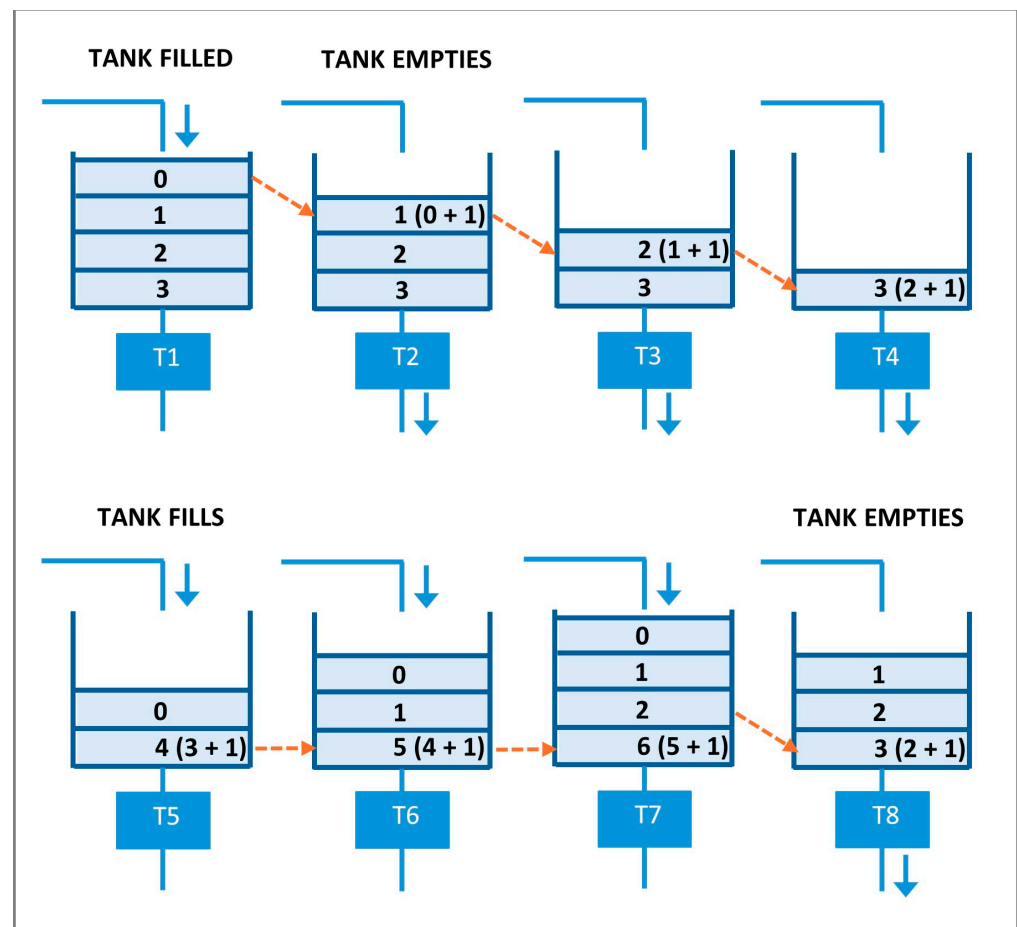 TANK FILLED
TANK EMPTIES
0
1
2
3
T1
1 (0 + 1)
2
3
T2
2 (1 + 1)
3
T3
3 (2 + 1)
T4
TANK FILLS
TANK EMPTIES
0
4 (3 + 1)
T5
0
1
5 (4 + 1)
T6
0
1
2
6 (5 + 1)
T7
1
2
3 (2 + 1)
T8